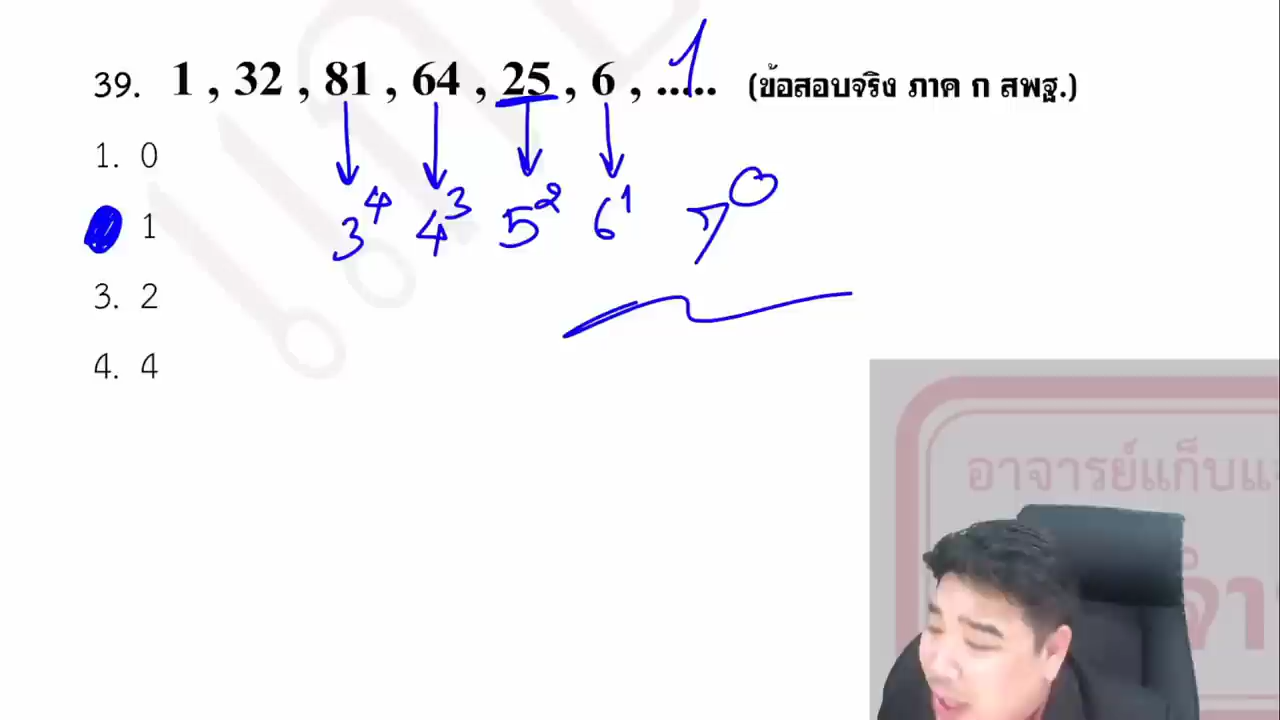 39. 1 , 32 , 81 , 64 , 25 , 6 , ..... 1 (ข้อสอบจริง ภาค ก สพฐ.)
1. 0
3⁴ 4³ 5² 6¹ 7⁰
1
3. 2
4. 4
อาจารย์แก็บแ